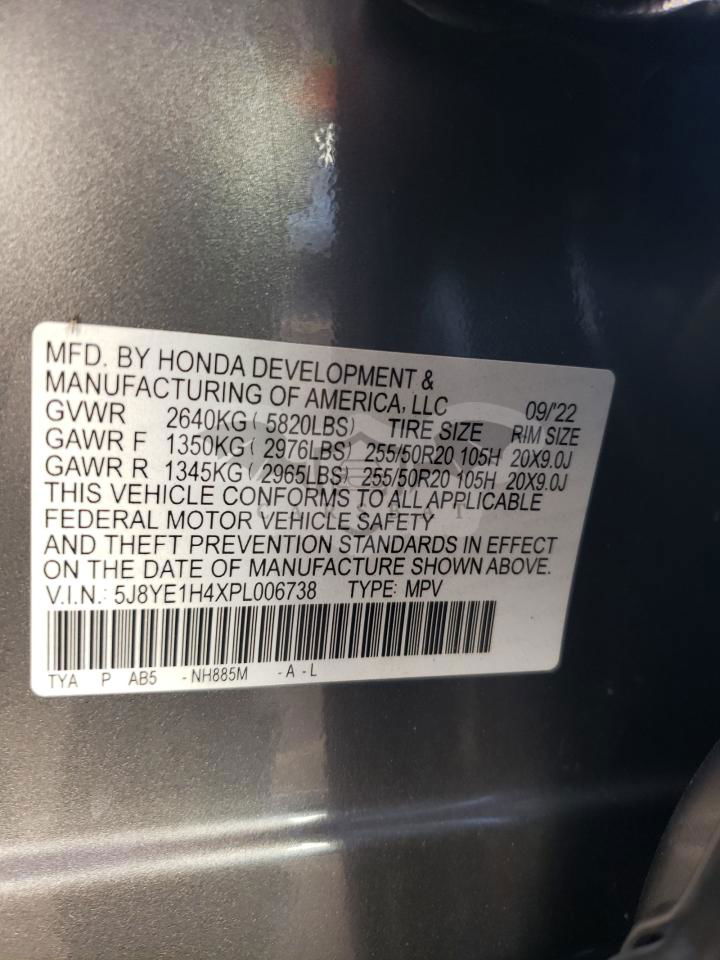 MFD. BY HONDA DEVELOPMENT &
MANUFACTURING OF AMERICA, LLC 09/'22
GVWR 2640KG ( 5820LBS) TIRE SIZE RIM SIZE
GAWR F 1350KG ( 2976LBS) 255/50R20 105H 20X9.0J
GAWR R 1345KG ( 2965LBS) 255/50R20 105H 20X9.0J
THIS VEHICLE CONFORMS TO ALL APPLICABLE
FEDERAL MOTOR VEHICLE SAFETY
AND THEFT PREVENTION STANDARDS IN EFFECT
ON THE DATE OF MANUFACTURE SHOWN ABOVE.
V.I.N.: 5J8YE1H4XPL006738 TYPE: MPV
TYA P AB5 -NH885M -A -L